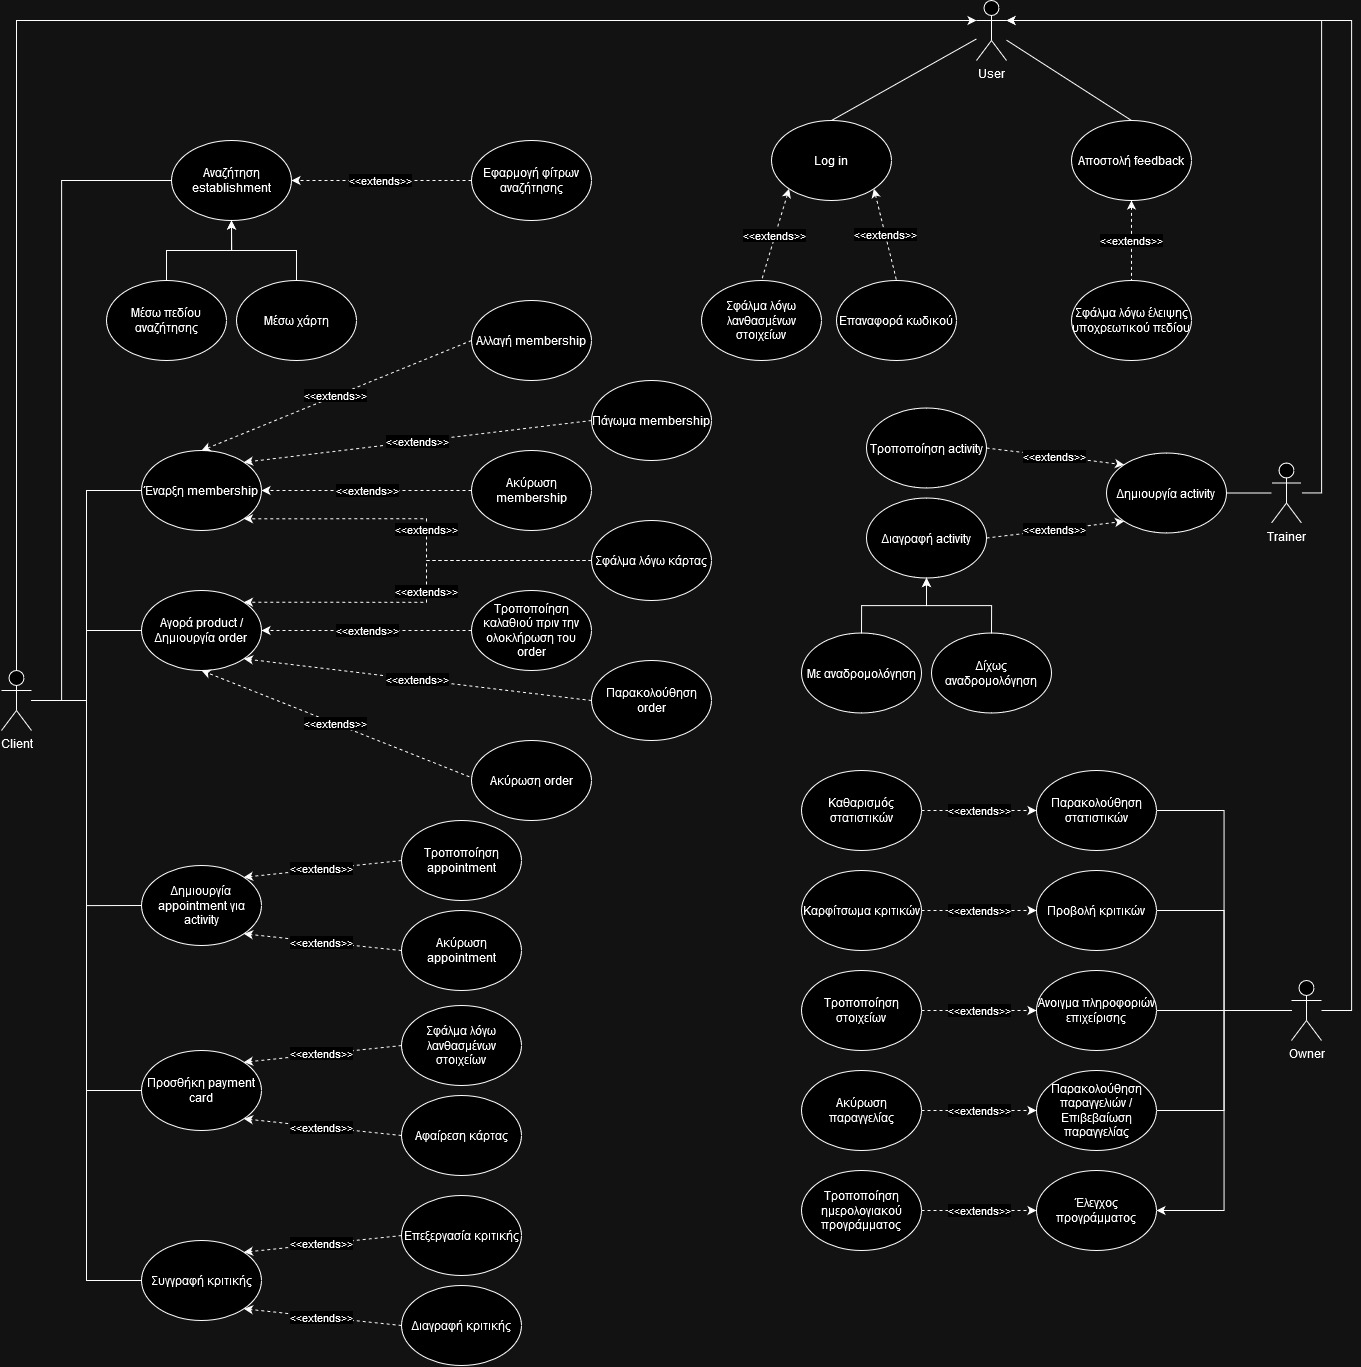 User
Log in
Αποστολή feedback
<<extends>>
<<extends>>
<<extends>>
Σφάλμα λόγω
λανθασμένων
στοιχείων
Επαναφορά κωδικού
Σφάλμα λόγω έλειψης
υποχρεωτικού πεδίου
Αναζήτηση
establishment
<<extends>>
Εφαρμογή φίτρων
αναζήτησης
Μέσω πεδίου
αναζήτησης
Μέσω χάρτη
Αλλαγή membership
<<extends>>
Πάγωμα membership
<<extends>>
Έναρξη membership
<<extends>>
Ακύρωση
membership
<<extends>>
Σφάλμα λόγω κάρτας
<<extends>>
Αγορά product /
Δημιουργία order
<<extends>>
Τροποποίηση
καλαθιού πριν την
ολοκλήρωση του
order
<<extends>>
Παρακολούθηση
order
<<extends>>
Ακύρωση order
Client
Τροποποίηση
appointment
<<extends>>
Δημιουργία
appointment για
activity
<<extends>>
Ακύρωση
appointment
Σφάλμα λόγω
λανθασμένων
στοιχείων
<<extends>>
Προσθήκη payment
card
<<extends>>
Αφαίρεση κάρτας
Επεξεργασία κριτικής
<<extends>>
Συγγραφή κριτικής
<<extends>>
Διαγραφή κριτικής
Τροποποίηση activity
<<extends>>
Δημιουργία activity
Trainer
<<extends>>
Διαγραφή activity
Με αναδρομολόγηση
Δίχως
αναδρομολόγηση
Καθαρισμός
στατιστικών
<<extends>>
Παρακολούθηση
στατιστικών
Καρφίτσωμα κριτικών
<<extends>>
Προβολή κριτικών
Τροποποίηση
στοιχείων
<<extends>>
Άνοιγμα πληροφοριών
επιχείρισης
Owner
Ακύρωση
παραγγελίας
<<extends>>
Παρακολούθηση
παραγγελιών /
Επιβεβαίωση
παραγγελίας
Τροποποίηση
ημερολογιακού
προγράμματος
<<extends>>
Έλεγχος
προγράμματος